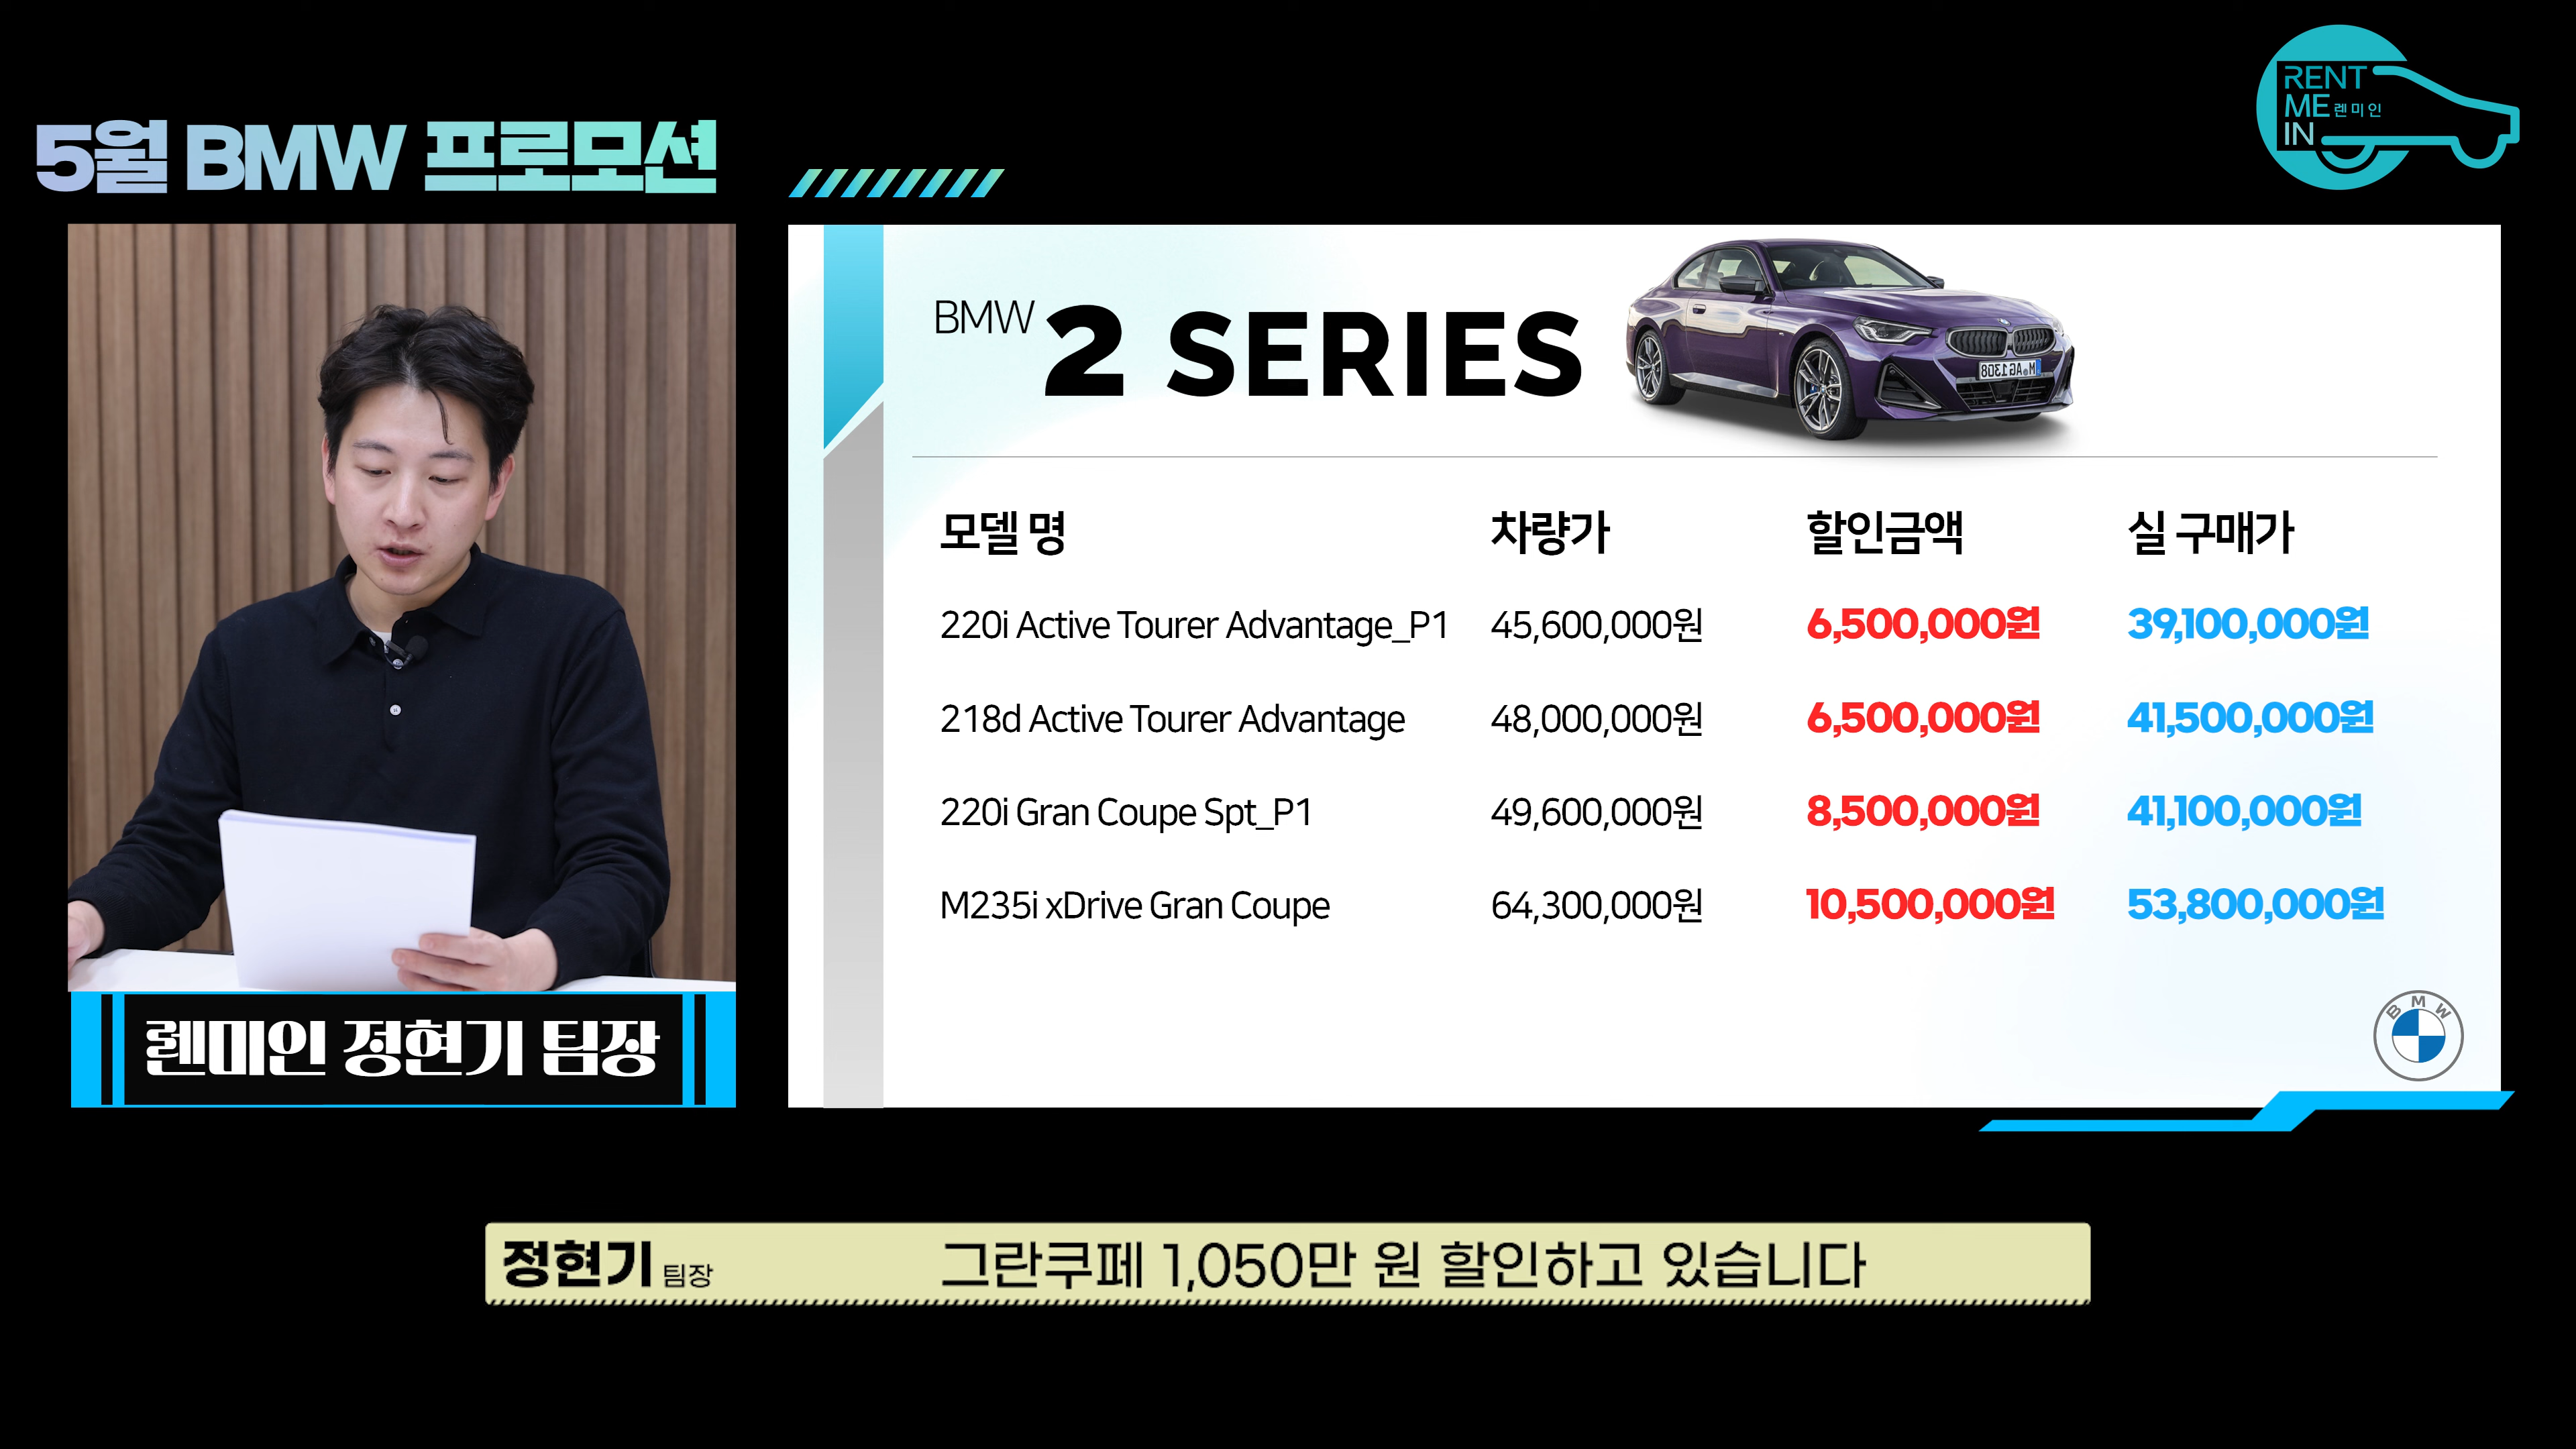 5월 BMW 프로모션
RENT
ME 렌미인
IN
BMW 2 SERIES
모델 명 차량가 할인금액 실 구매가
220i Active Tourer Advantage_P1 45,600,000원 6,500,000원 39,100,000원
218d Active Tourer Advantage 48,000,000원 6,500,000원 41,500,000원
220i Gran Coupe Spt_P1 49,600,000원 8,500,000원 41,100,000원
M235i xDrive Gran Coupe 64,300,000원 10,500,000원 53,800,000원
BMW
렌미인 정현기 팀장
정현기 팀장 그란쿠페 1,050만 원 할인하고 있습니다